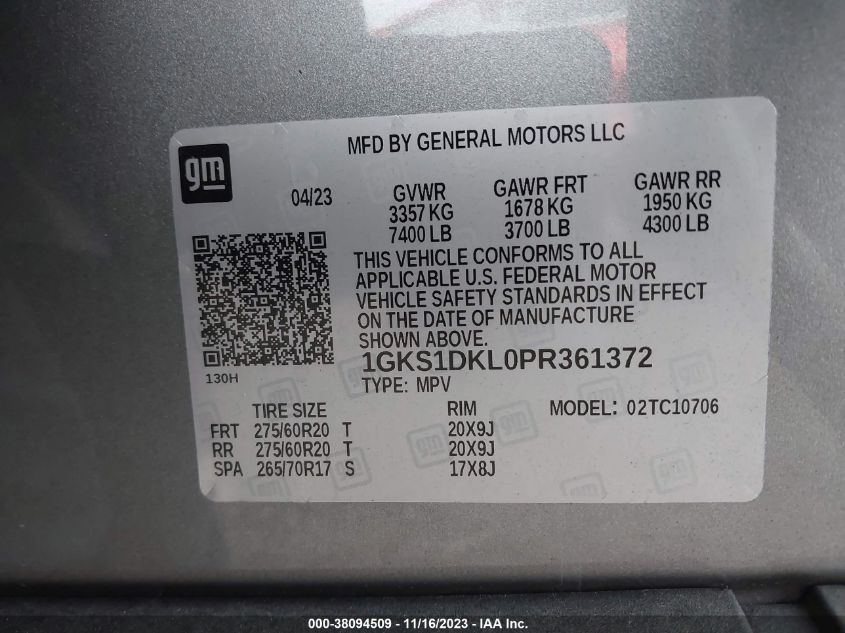 MFD BY GENERAL MOTORS LLC
gm
04/23
GVWR GAWR FRT GAWR RR
3357 KG 1678 KG 1950 KG
7400 LB 3700 LB 4300 LB
THIS VEHICLE CONFORMS TO ALL
APPLICABLE U.S. FEDERAL MOTOR
VEHICLE SAFETY STANDARDS IN EFFECT
ON THE DATE OF MANUFACTURE
SHOWN ABOVE.
1GKS1DKL0PR361372
130H
TYPE: MPV
TIRE SIZE RIM MODEL: 02TC10706
FRT 275/60R20 T 20X9J
RR 275/60R20 T 20X9J
SPA 265/70R17 S 17X8J
000-38094509 - 11/16/2023 - IAA Inc.